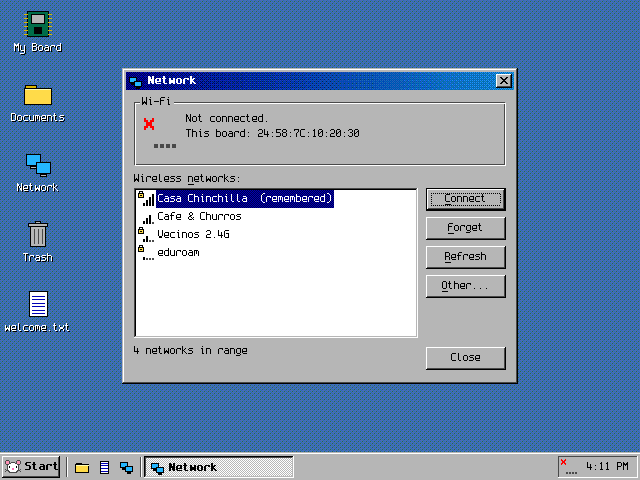 My Board
Documents
Network
Trash
welcome.txt
Network
Wi-Fi
Not connected.
This board: 24:58:7C:10:20:30
Wireless networks:
Casa Chinchilla (remembered)
Cafe & Churros
Vecinos 2.4G
eduroam
4 networks in range
Connect
Forget
Refresh
Other...
Close
Start
Network
4:11 PM